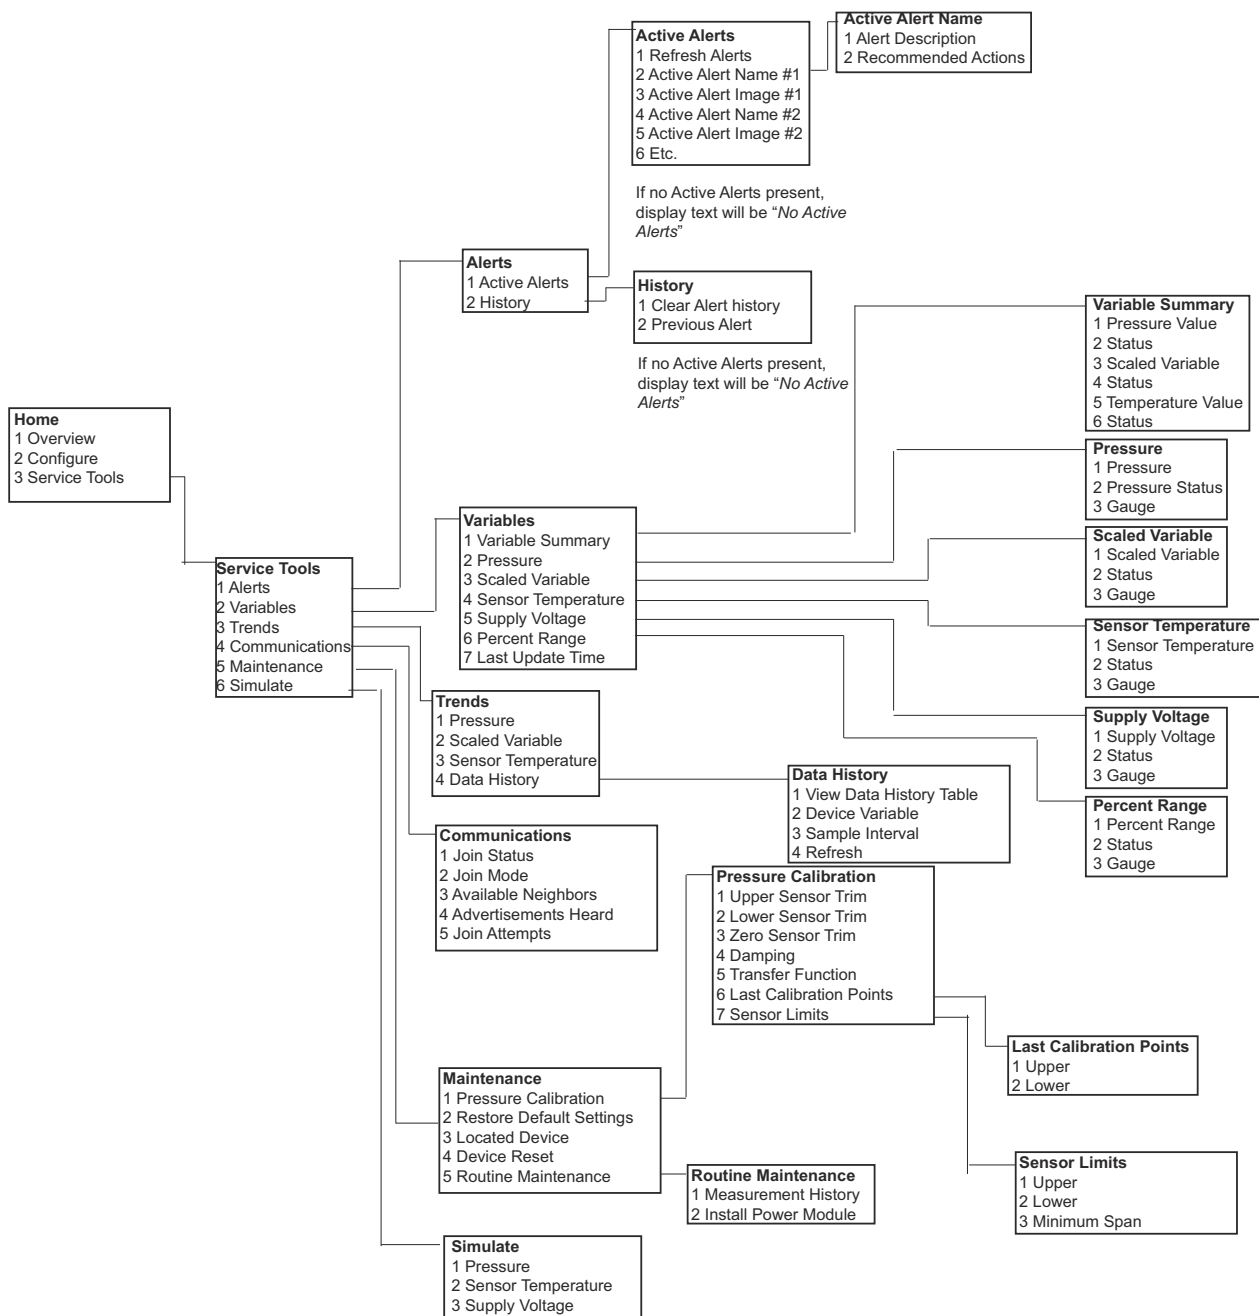 Active Alert Name
1 Alert Description
2 Recommended Actions
Active Alerts
1 Refresh Alerts
2 Active Alert Name #1
3 Active Alert Image #1
4 Active Alert Name #2
5 Active Alert Image #2
6 Etc.
If no Active Alerts present,
display text will be “No Active
Alerts”
Alerts
1 Active Alerts
2 History
History
1 Clear Alert history
2 Previous Alert
If no Active Alerts present,
display text will be “No Active
Alerts”
Home
1 Overview
2 Configure
3 Service Tools
Service Tools
1 Alerts
2 Variables
3 Trends
4 Communications
5 Maintenance
6 Simulate
Variables
1 Variable Summary
2 Pressure
3 Scaled Variable
4 Sensor Temperature
5 Supply Voltage
6 Percent Range
7 Last Update Time
Variable Summary
1 Pressure Value
2 Status
3 Scaled Variable
4 Status
5 Temperature Value
6 Status
Pressure
1 Pressure
2 Pressure Status
3 Gauge
Scaled Variable
1 Scaled Variable
2 Status
3 Gauge
Sensor Temperature
1 Sensor Temperature
2 Status
3 Gauge
Supply Voltage
1 Supply Voltage
2 Status
3 Gauge
Percent Range
1 Percent Range
2 Status
3 Gauge
Trends
1 Pressure
2 Scaled Variable
3 Sensor Temperature
4 Data History
Data History
1 View Data History Table
2 Device Variable
3 Sample Interval
4 Refresh
Communications
1 Join Status
2 Join Mode
3 Available Neighbors
4 Advertisements Heard
5 Join Attempts
Pressure Calibration
1 Upper Sensor Trim
2 Lower Sensor Trim
3 Zero Sensor Trim
4 Damping
5 Transfer Function
6 Last Calibration Points
7 Sensor Limits
Last Calibration Points
1 Upper
2 Lower
Maintenance
1 Pressure Calibration
2 Restore Default Settings
3 Located Device
4 Device Reset
5 Routine Maintenance
Routine Maintenance
1 Measurement History
2 Install Power Module
Sensor Limits
1 Upper
2 Lower
3 Minimum Span
Simulate
1 Pressure
2 Sensor Temperature
3 Supply Voltage